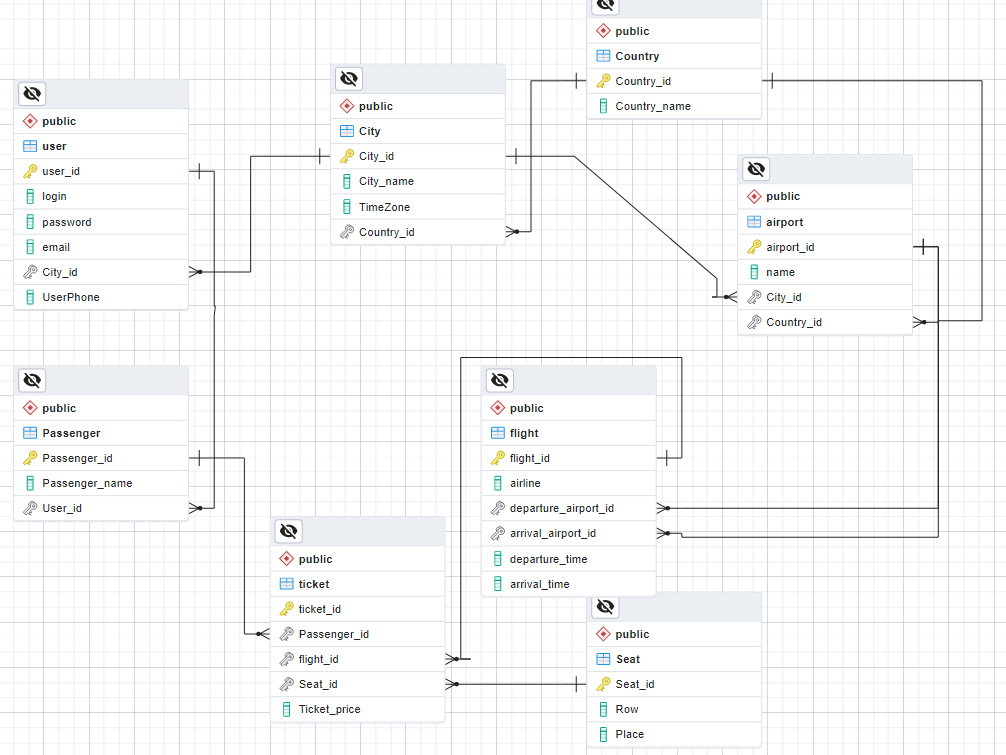 public
Country
Country_id
Country_name
public
City
City_id
City_name
TimeZone
Country_id
public
user
user_id
login
password
email
City_id
UserPhone
public
airport
airport_id
name
City_id
Country_id
public
Passenger
Passenger_id
Passenger_name
User_id
public
flight
flight_id
airline
departure_airport_id
arrival_airport_id
departure_time
arrival_time
public
ticket
ticket_id
Passenger_id
flight_id
Seat_id
Ticket_price
public
Seat
Seat_id
Row
Place